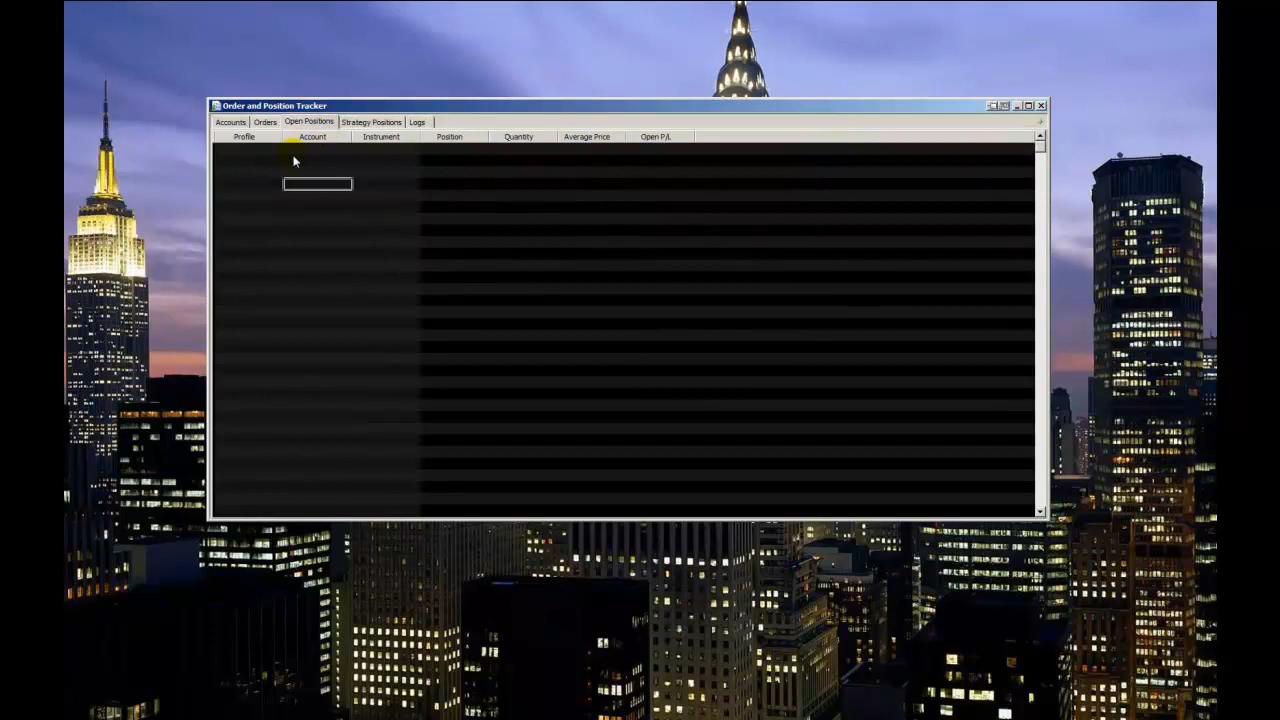 Order and Position Tracker
Accounts Orders Open Positions Strategy Positions Logs
Profile Account Instrument Position Quantity Average Price Open P/L